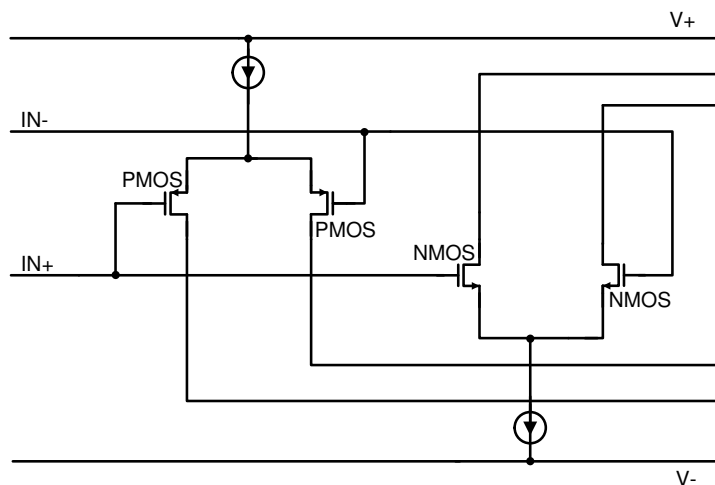 V+
IN-
PMOS
PMOS
NMOS
IN+
NMOS
V-